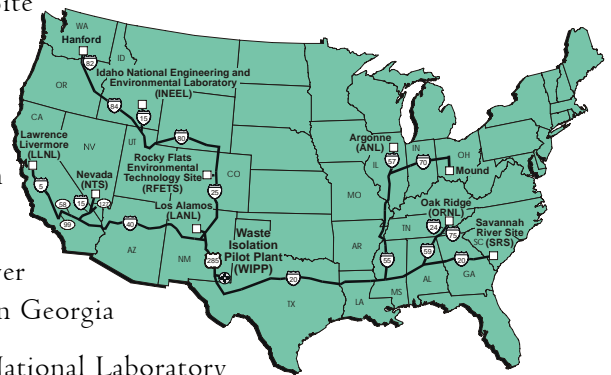 Site
WA
Hanford
82
ID
Idaho National Engineering and
Environmental Laboratory
(INEEL)
OR
84
15
CA
Lawrence
Livermore
(LLNL)
NV
UT
80
Rocky Flats
Environmental
Technology Site
(RFETS)
CO
25
Nevada
(NTS)
5
58
15
127
99
40
Los Alamos
(LANL)
AZ
NM
285
Waste
Isolation
Pilot Plant
(WIPP)
20
TX
Argonne
(ANL)
57
IL
IN
70
OH
Mound
MO
Oak Ridge
(ORNL)
24
75
TN
AR
Savannah
River Site
(SRS)
SC
55
59
20
MS
AL
GA
LA
n Georgia
National Laboratory